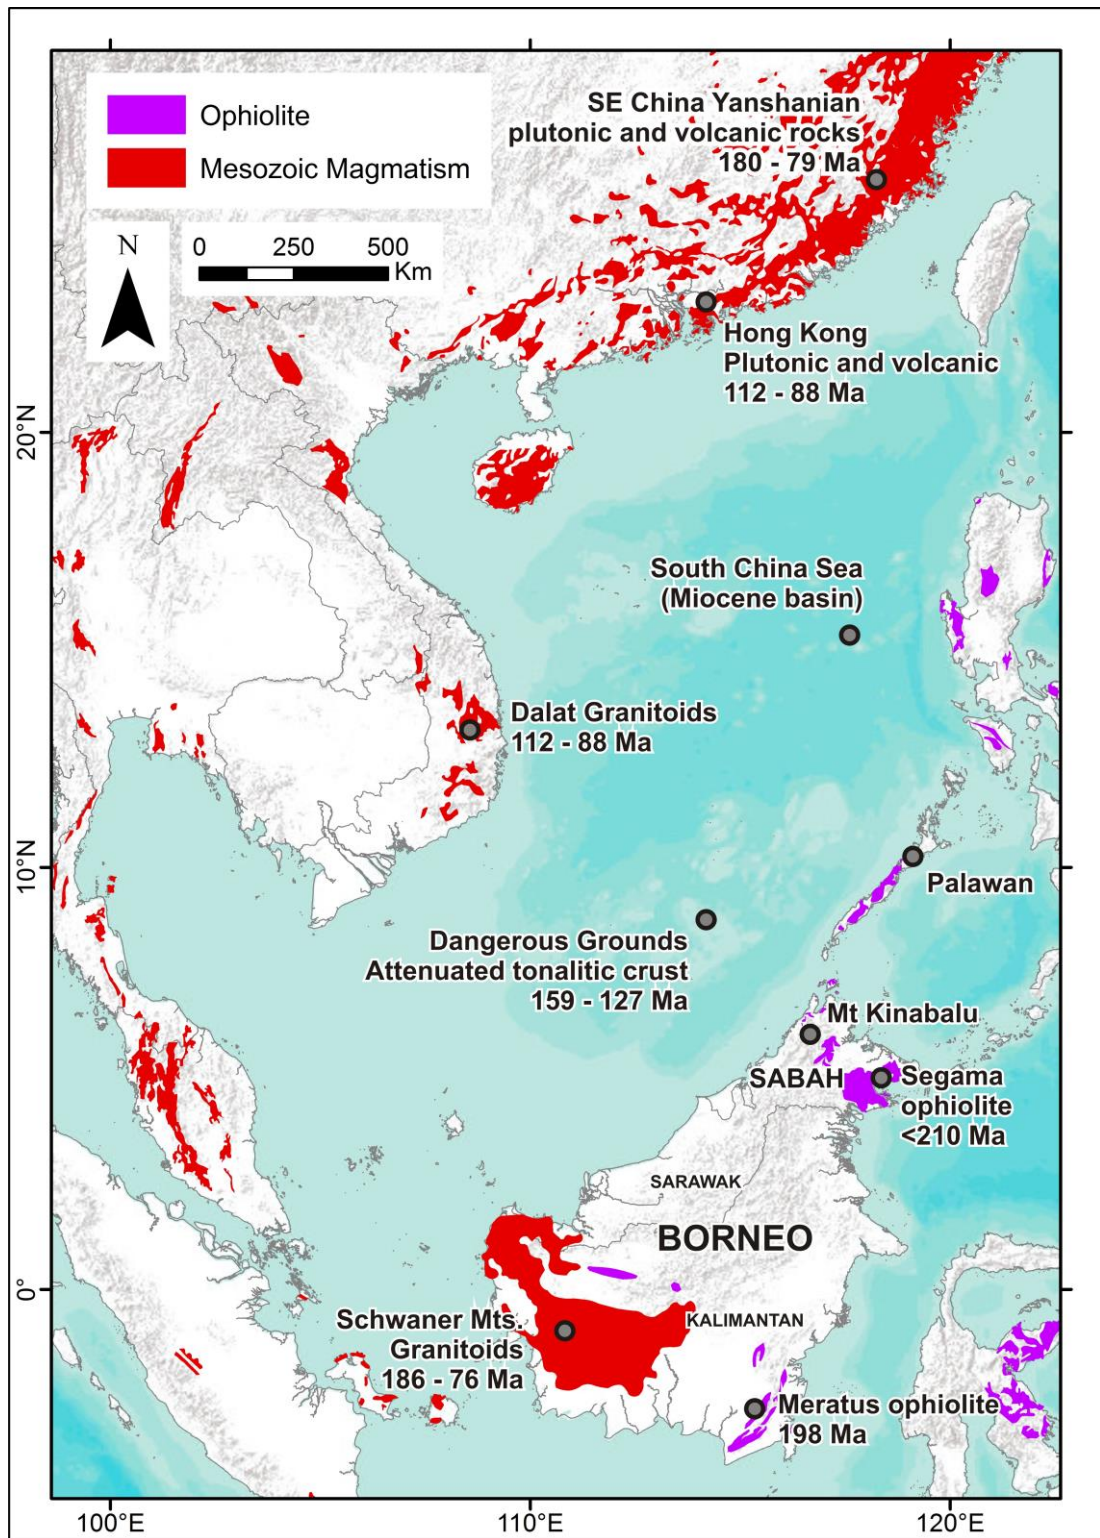 Ophiolite
Mesozoic Magmatism
N
0 250 500
Km
SE China Yanshanian
plutonic and volcanic rocks
180 - 79 Ma
Hong Kong
Plutonic and volcanic
112 - 88 Ma
20°N
South China Sea
(Miocene basin)
Dalat Granitoids
112 - 88 Ma
10°N
Palawan
Dangerous Grounds
Attenuated tonalitic crust
159 - 127 Ma
Mt Kinabalu
SABAH
Segama
ophiolite
<210 Ma
SARAWAK
BORNEO
0°
KALIMANTAN
Schwaner Mts.
Granitoids
186 - 76 Ma
Meratus ophiolite
198 Ma
100°E 110°E 120°E